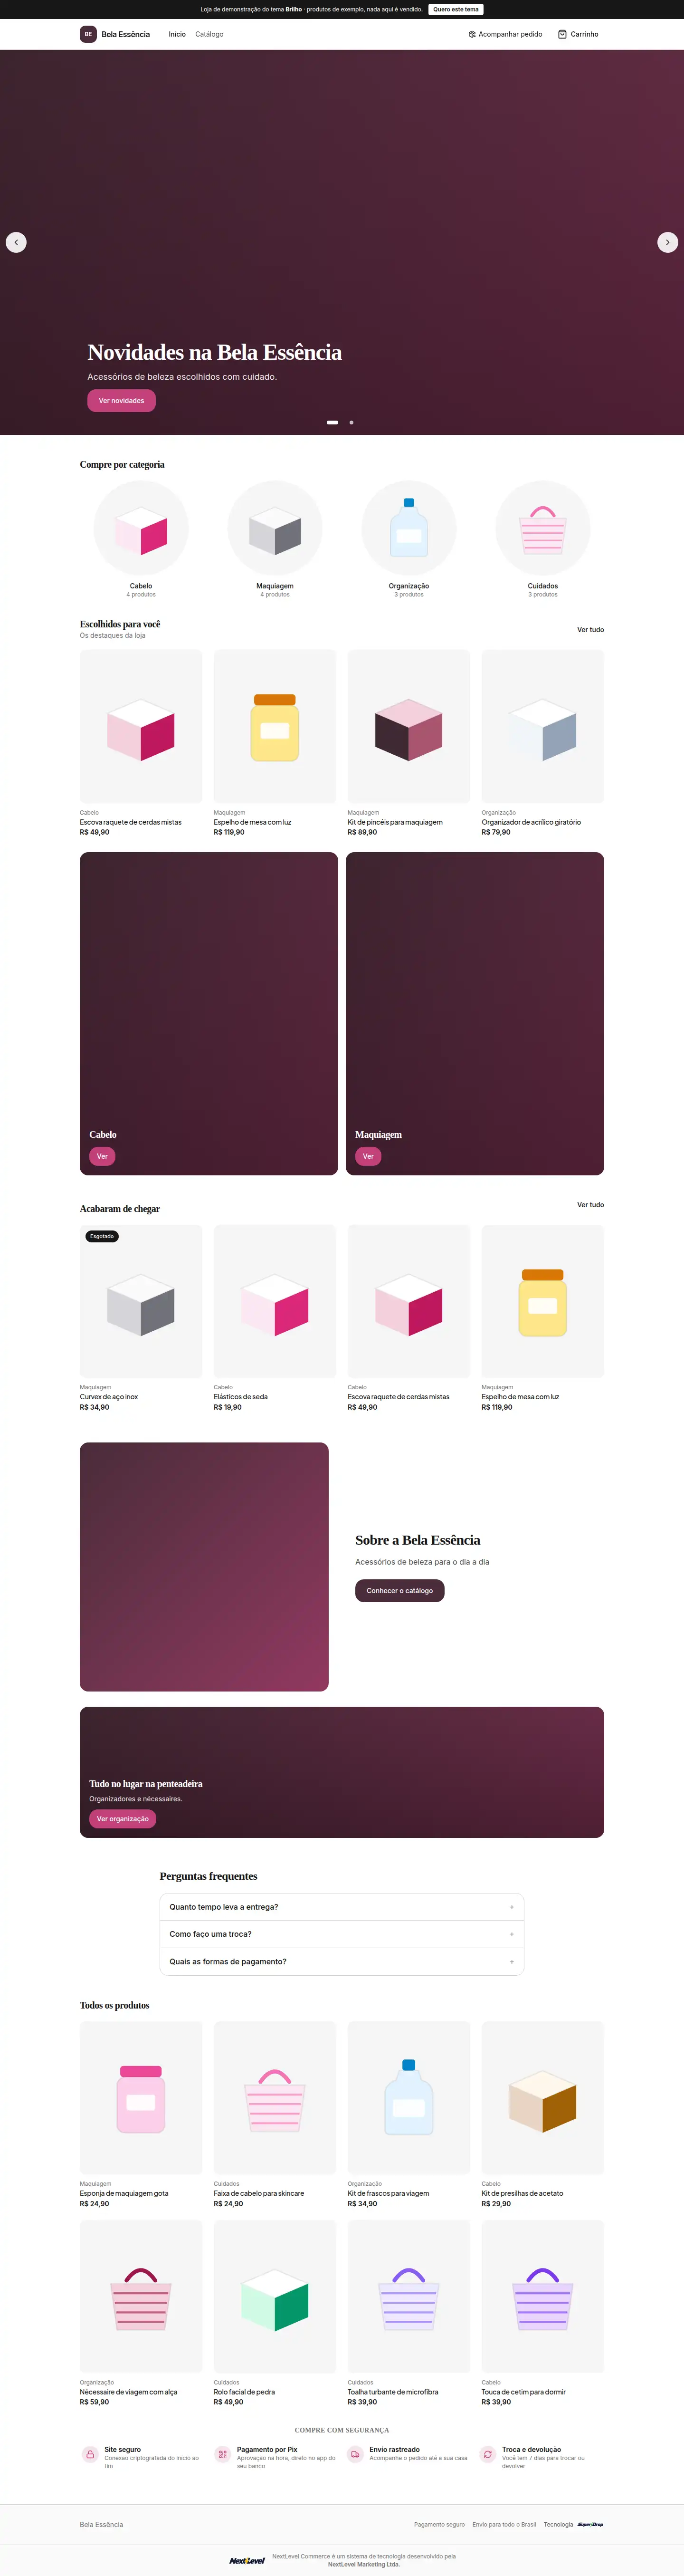 Loja de demonstração do tema Brilho · produtos de exemplo, nada aqui é vendido. Quero este tema
BE Bela Essência Início Catálogo Acompanhar pedido Carrinho
Novidades na Bela Essência
Acessórios de beleza escolhidos com cuidado.
Ver novidades
Compre por categoria
Cabelo Maquiagem Organização Cuidados
4 produtos 4 produtos 3 produtos 3 produtos
Escolhidos para você
Os destaques da loja
Ver tudo
Cabelo Maquiagem Maquiagem Organização
Escova raquete de cerdas mistas Espelho de mesa com luz Kit de pincéis para maquiagem Organizador de acrílico giratório
R$ 49,90 R$ 119,90 R$ 89,90 R$ 79,90
Cabelo Maquiagem
Ver Ver
Acabaram de chegar Ver tudo
Esgotado
Maquiagem Cabelo Cabelo Maquiagem
Curvex de aço inox Elásticos de seda Escova raquete de cerdas mistas Espelho de mesa com luz
R$ 34,90 R$ 19,90 R$ 49,90 R$ 119,90
Sobre a Bela Essência
Acessórios de beleza para o dia a dia
Conhecer o catálogo
Tudo no lugar na penteadeira
Organizadores e nécessaires.
Ver organização
Perguntas frequentes
Quanto tempo leva a entrega? +
Como faço uma troca? +
Quais as formas de pagamento? +
Todos os produtos
Maquiagem Cuidados Organização Cabelo
Esponja de maquiagem gota Faixa de cabelo para skincare Kit de frascos para viagem Kit de presilhas de acetato
R$ 24,90 R$ 24,90 R$ 34,90 R$ 29,90
Organização Cuidados Cuidados Cabelo
Nécessaire de viagem com alça Rolo facial de pedra Toalha turbante de microfibra Touca de cetim para dormir
R$ 59,90 R$ 49,90 R$ 39,90 R$ 39,90
COMPRE COM SEGURANÇA
Site seguro Pagamento por Pix Envio rastreado Troca e devolução
Conexão criptografada do início ao fim Aprovação na hora, direto no app do seu banco Acompanhe o pedido até a sua casa Você tem 7 dias para trocar ou devolver
Bela Essência Pagamento seguro Envio para todo o Brasil Tecnologia SuperDrop
NextLevel NextLevel Commerce é um sistema de tecnologia desenvolvido pela
NextLevel Marketing Ltda.